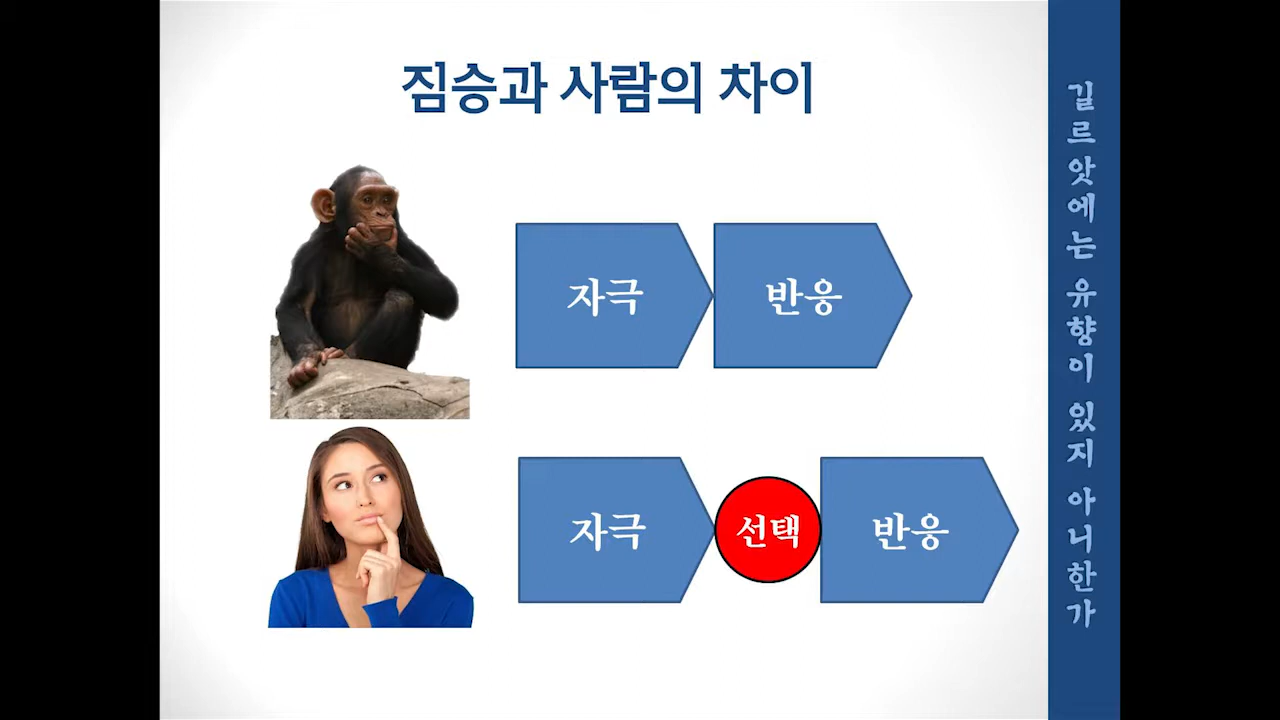 짐승과 사람의 차이
자극
반응
자극
선택
반응
길르앗에는 유향이 있지 아니한가